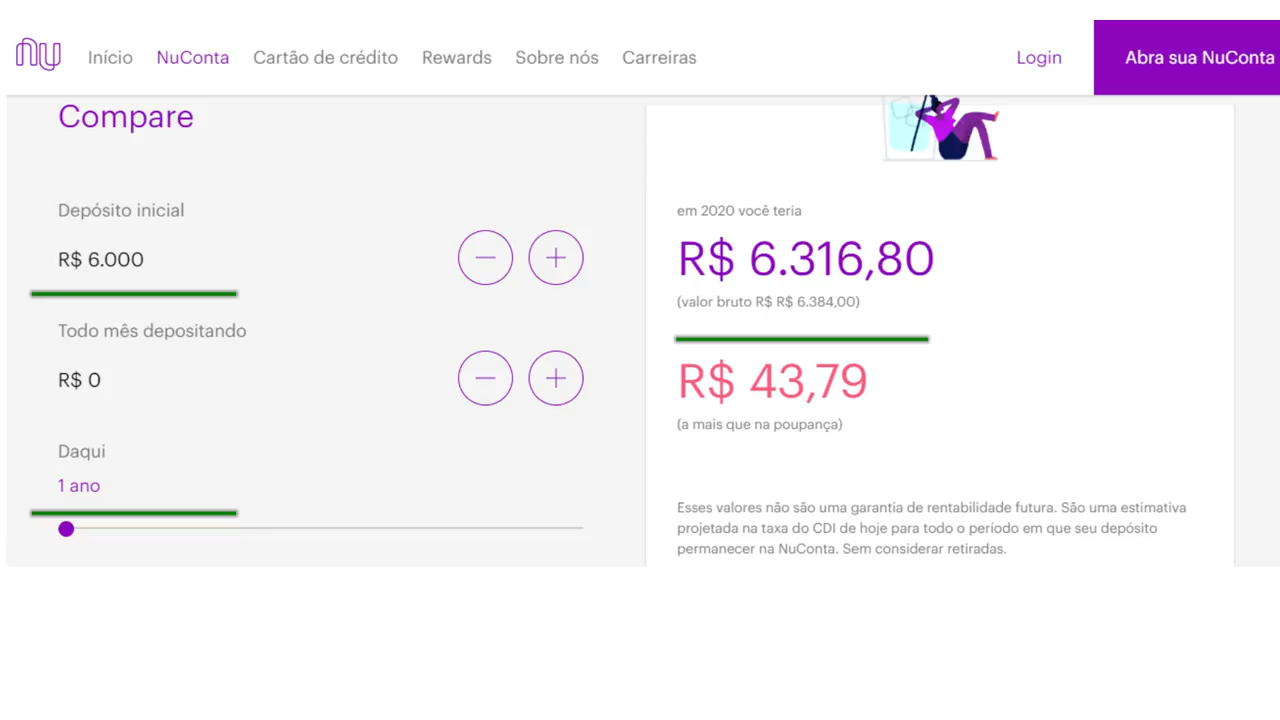 nu Início NuConta Cartão de crédito Rewards Sobre nós Carreiras Login Abra sua NuConta
Compare
Depósito inicial
R$ 6.000
Todo mês depositando
R$ 0
Daqui
1 ano
em 2020 você teria
R$ 6.316,80
(valor bruto R$ R$ 6.384,00)
R$ 43,79
(a mais que na poupança)
Esses valores não são uma garantia de rentabilidade futura. São uma estimativa
projetada na taxa do CDI de hoje para todo o período em que seu depósito
permanecer na NuConta. Sem considerar retiradas.